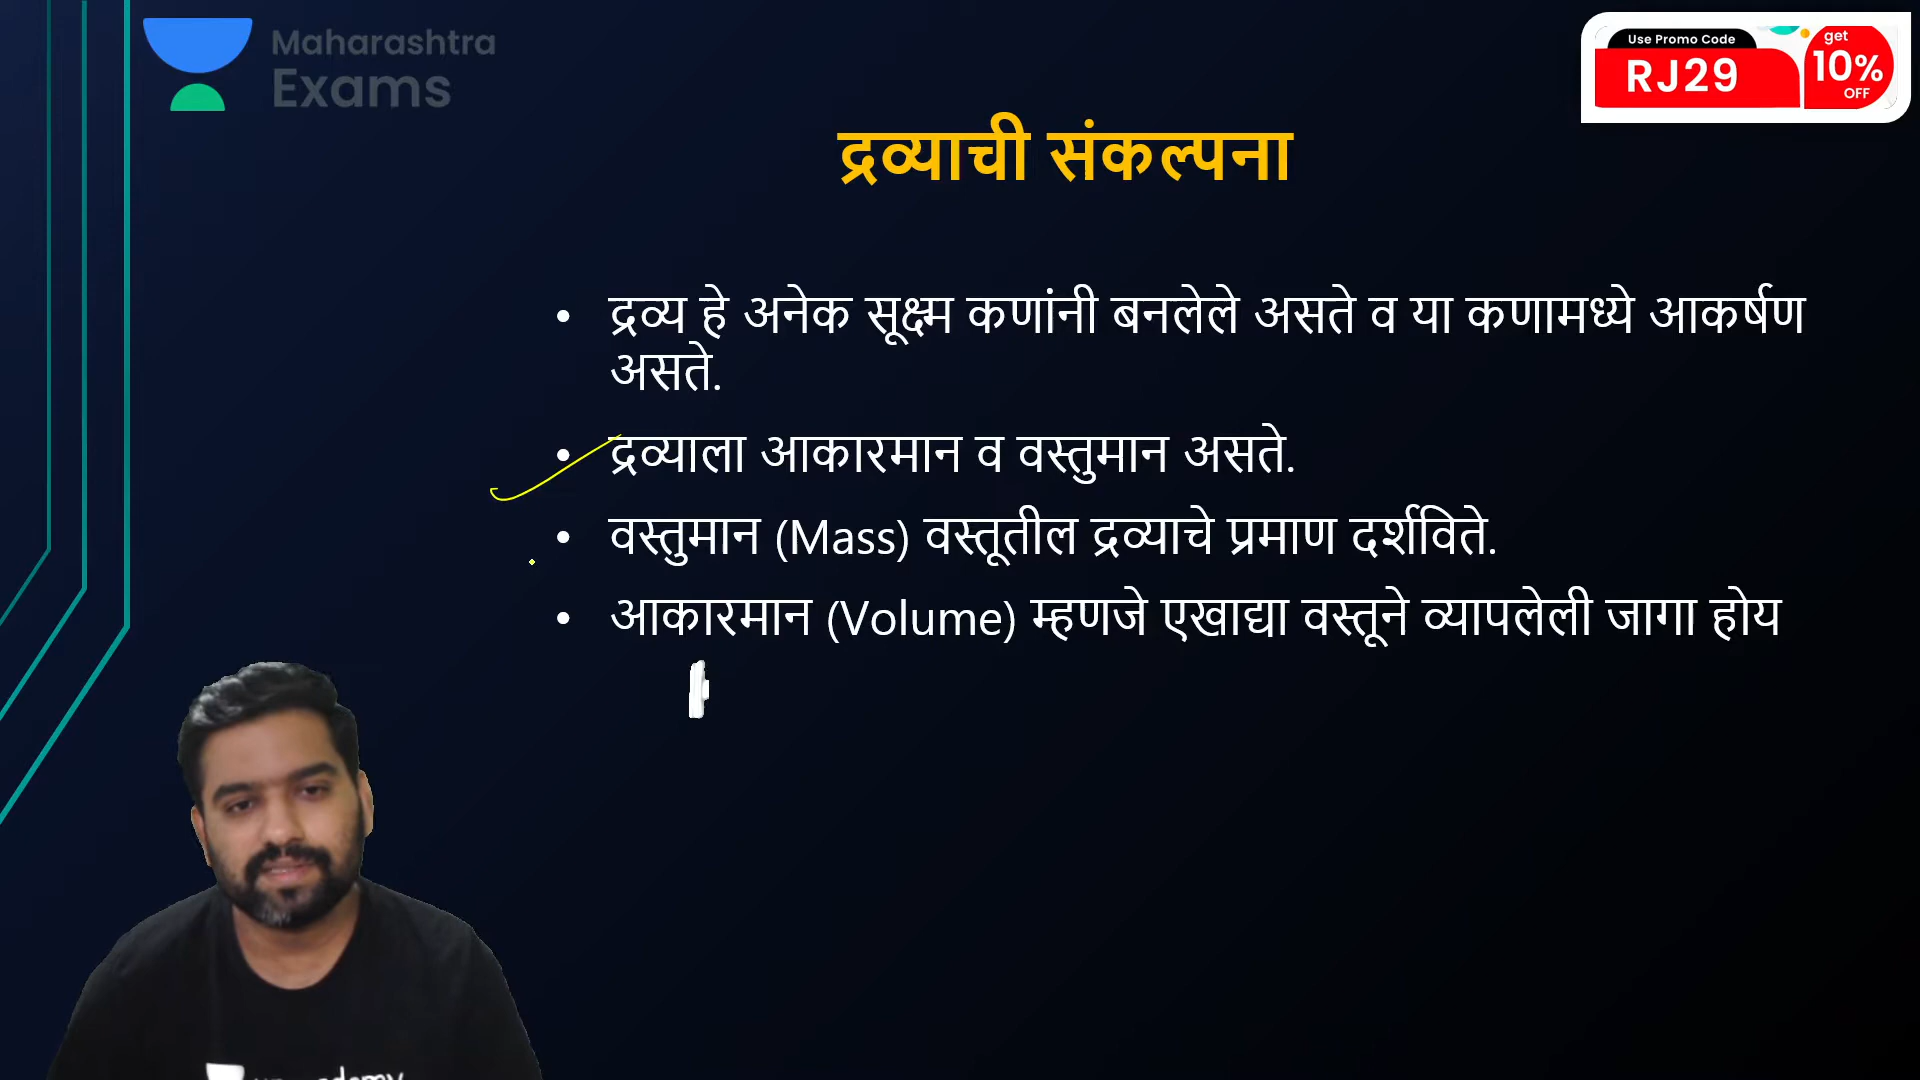 Maharashtra
Exams
Use Promo Code
RJ29
get
10%
OFF
द्रव्याची संकल्पना
• द्रव्य हे अनेक सूक्ष्म कणांनी बनलेले असते व या कणामध्ये आकर्षण
असते.
• द्रव्याला आकारमान व वस्तुमान असते.
• वस्तुमान (Mass) वस्तूतील द्रव्याचे प्रमाण दर्शविते.
• आकारमान (Volume) म्हणजे एखाद्या वस्तूने व्यापलेली जागा होय